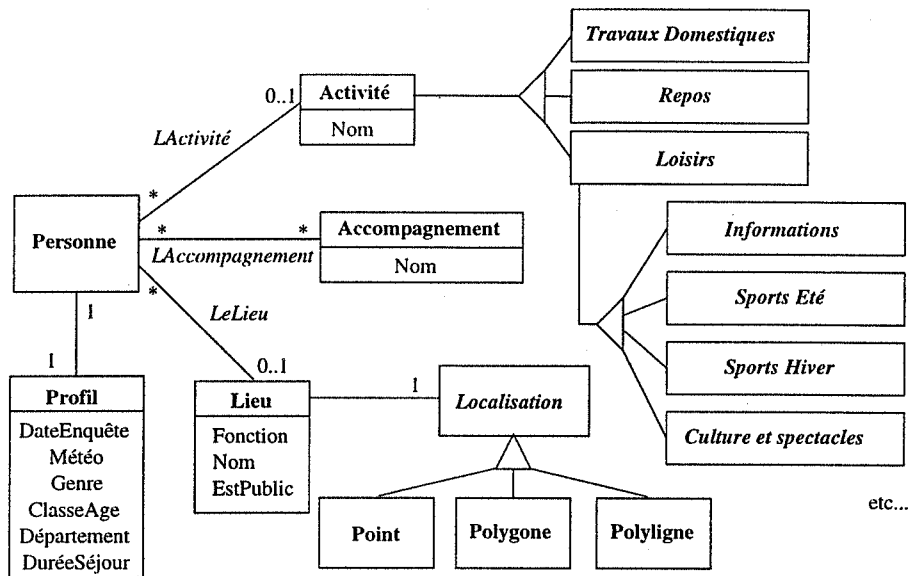 Travaux Domestiques
0..1
Activité
Repos
LActivité
Nom
Loisirs
*
Personne
*
*
Accompagnement
Informations
LAccompagnement
Nom
*
Sports Eté
LeLieu
1
Sports Hiver
1
0..1
1
Profil
Lieu
Localisation
DateEnquête
Fonction
Culture et spectacles
Météo
Nom
Genre
EstPublic
ClasseAge
etc...
Département
Point
Polygone
Polyligne
DuréeSéjour